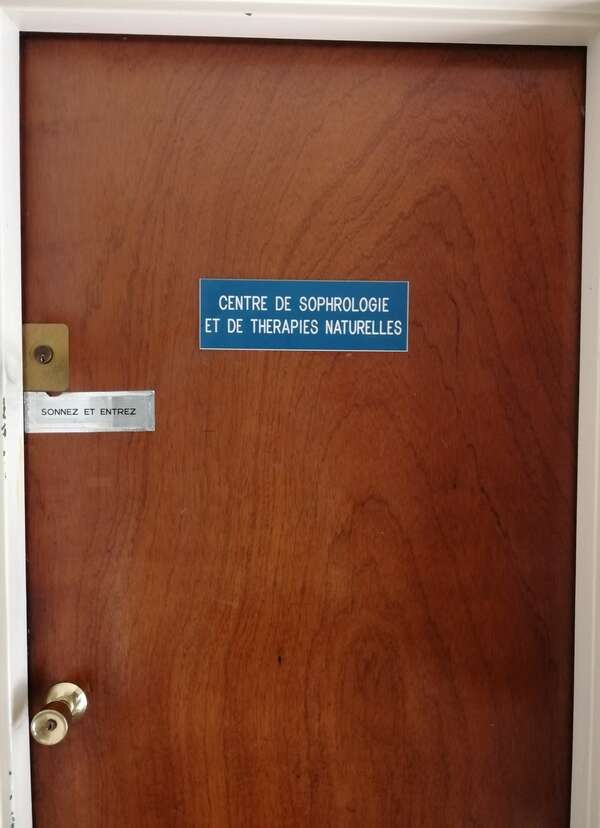 CENTRE DE SOPHROLOGIE
ET DE THERAPIES NATURELLES
SONNEZ ET ENTREZ